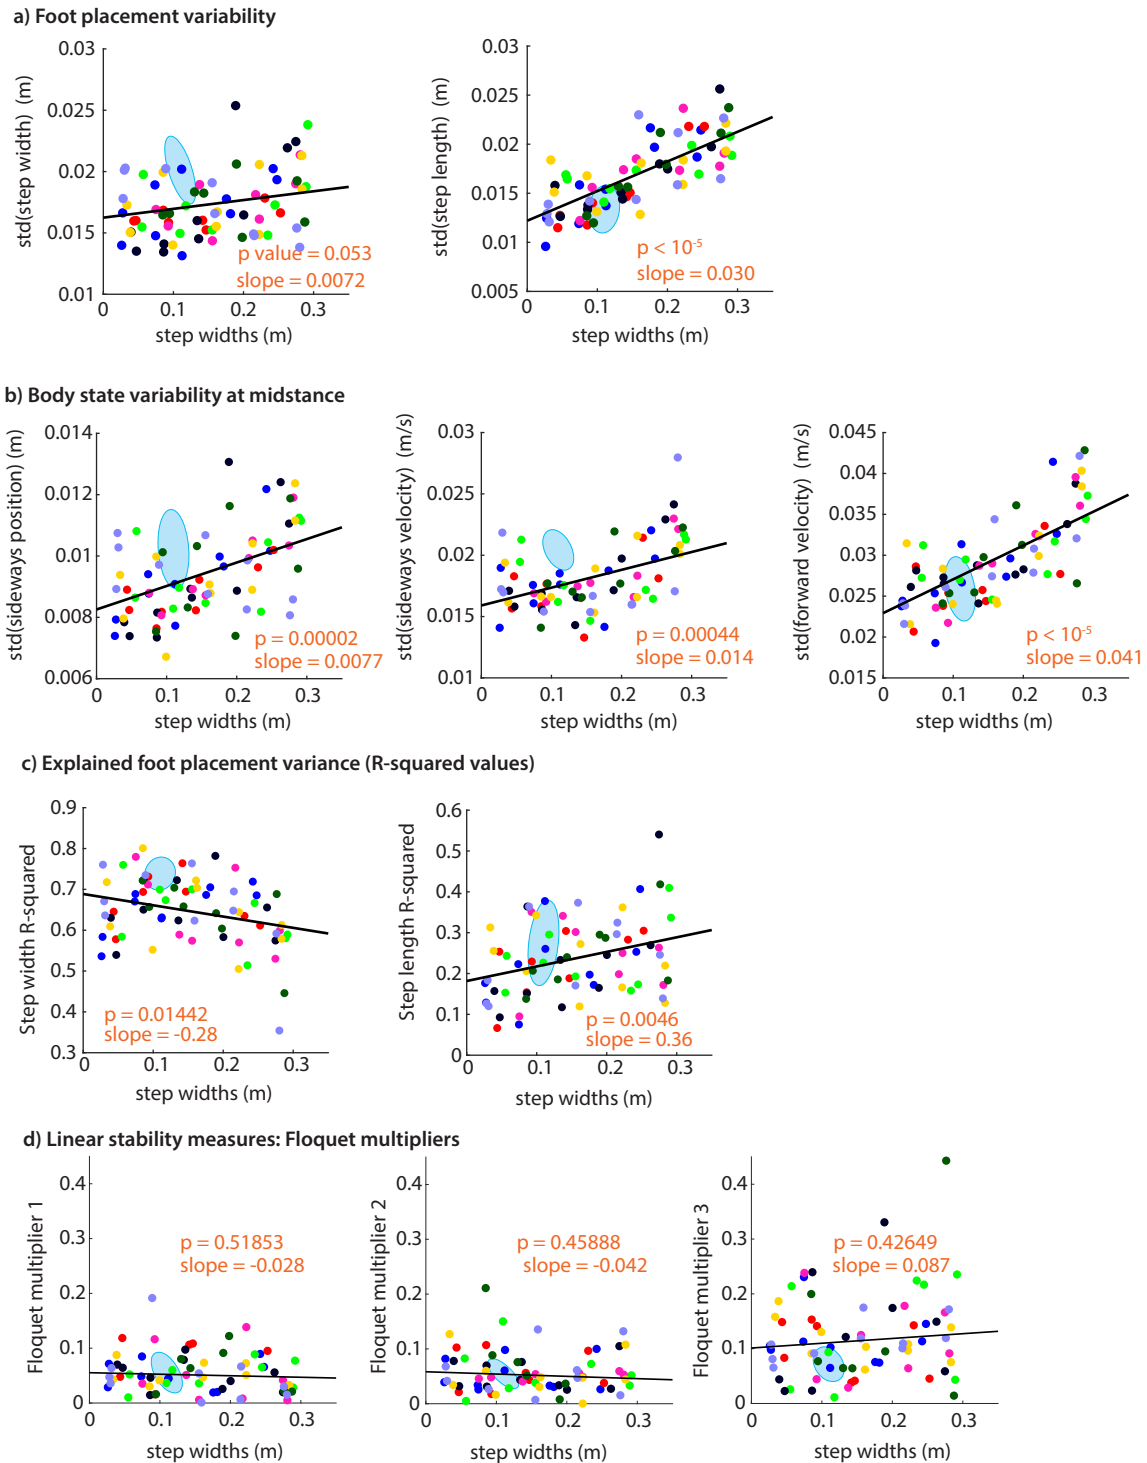 a) Foot placement variability
std(step width) (m)
0.03
0.025
0.02
0.015
0.01
0
0.1
0.2
0.3
step widths (m)
p value = 0.053
slope = 0.0072
std(step length) (m)
0.03
0.025
0.02
0.015
0.01
0.005
0
0.1
0.2
0.3
step widths (m)
p < 10-5
slope = 0.030
b) Body state variability at midstance
std(sideways position) (m)
0.014
0.012
0.01
0.008
0.006
0
0.1
0.2
0.3
step widths (m)
p = 0.00002
slope = 0.0077
std(sideways velocity) (m/s)
0.03
0.02
0.015
0.01
0
0.1
0.2
0.3
step widths (m)
p = 0.00044
slope = 0.014
std(forward velocity) (m/s)
0.045
0.04
0.03
0.025
0.02
0.015
0
0.1
0.2
0.3
step widths (m)
p < 10-5
slope = 0.041
c) Explained foot placement variance (R-squared values)
Step width R-squared
0.9
0.8
0.7
0.6
0.5
0.4
0.3
0
0.1
0.2
0.3
step widths (m)
p = 0.01442
slope = -0.28
Step length R-squared
0.6
0.5
0.4
0.3
0.2
0.1
0
0
0.1
0.2
0.3
step widths (m)
p = 0.0046
slope = 0.36
d) Linear stability measures: Floquet multipliers
Floquet multiplier 1
0.4
0.3
0.2
0.1
0
0
0.1
0.2
0.3
step widths (m)
p = 0.51853
slope = -0.028
Floquet multiplier 2
0.4
0.3
0.2
0.1
0
0
0.1
0.2
0.3
step widths (m)
p = 0.45888
slope = -0.042
Floquet multiplier 3
0.4
0.3
0.2
0.1
0
0
0.1
0.2
0.3
step widths (m)
p = 0.42649
slope = 0.087